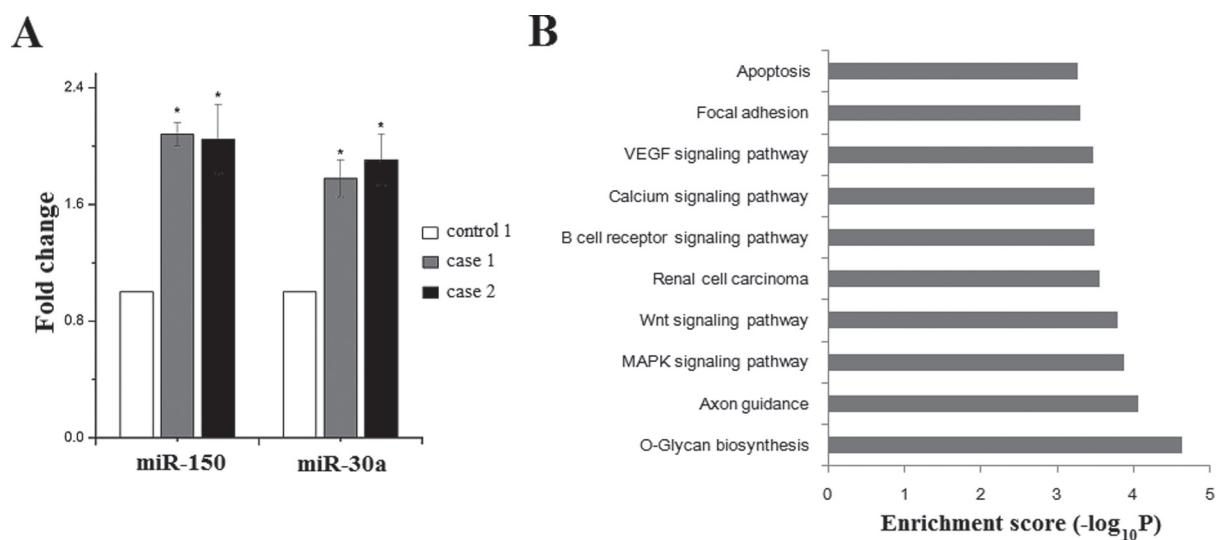 A
2.4
1.6
0.8
0.0
Fold change
*
*
*
*
miR-150
miR-30a
control 1
case 1
case 2
B
Apoptosis
Focal adhesion
VEGF signaling pathway
Calcium signaling pathway
B cell receptor signaling pathway
Renal cell carcinoma
Wnt signaling pathway
MAPK signaling pathway
Axon guidance
O-Glycan biosynthesis
0 1 2 3 4 5
Enrichment score (-log10P)